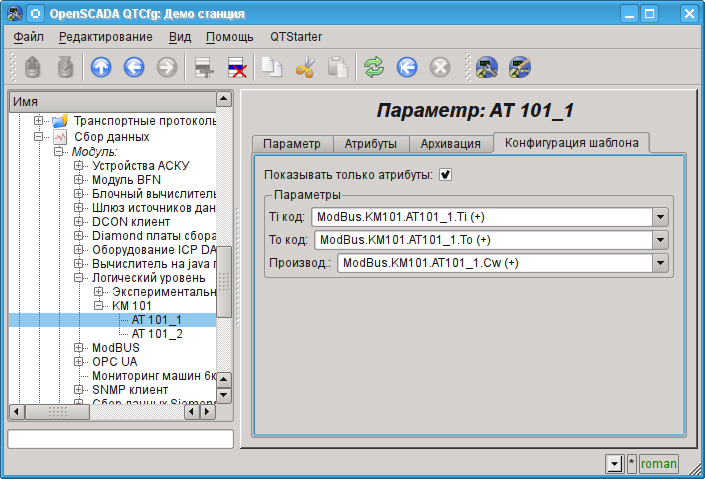 OpenSCADA QTCfg: Демо станция
Файл Редактирование Вид Помощь QTStarter
Имя
Транспортные протоколь
Сбор данных
Модуль:
Устройства АСКУ
Модуль BFN
Блочный вычислитель
Шлюз источников дан
DCON клиент
Diamond платы сбора
Оборудование ICP DA
Вычислитель на java п
Логический уровень
Экспериментальн
КМ 101
AT 101_1
AT 101_2
ModBUS
OPC UA
Мониторинг машин 6к
SNMP клиент
Сбор данных Siemens
Параметр: AT 101_1
Параметр Атрибуты Архивация Конфигурация шаблона
Показывать только атрибуты:
Параметры
Ti код: ModBus.KM101.AT101_1.Ti (+)
To код: ModBus.KM101.AT101_1.To (+)
Производ.: ModBus.KM101.AT101_1.Cw (+)
* roman